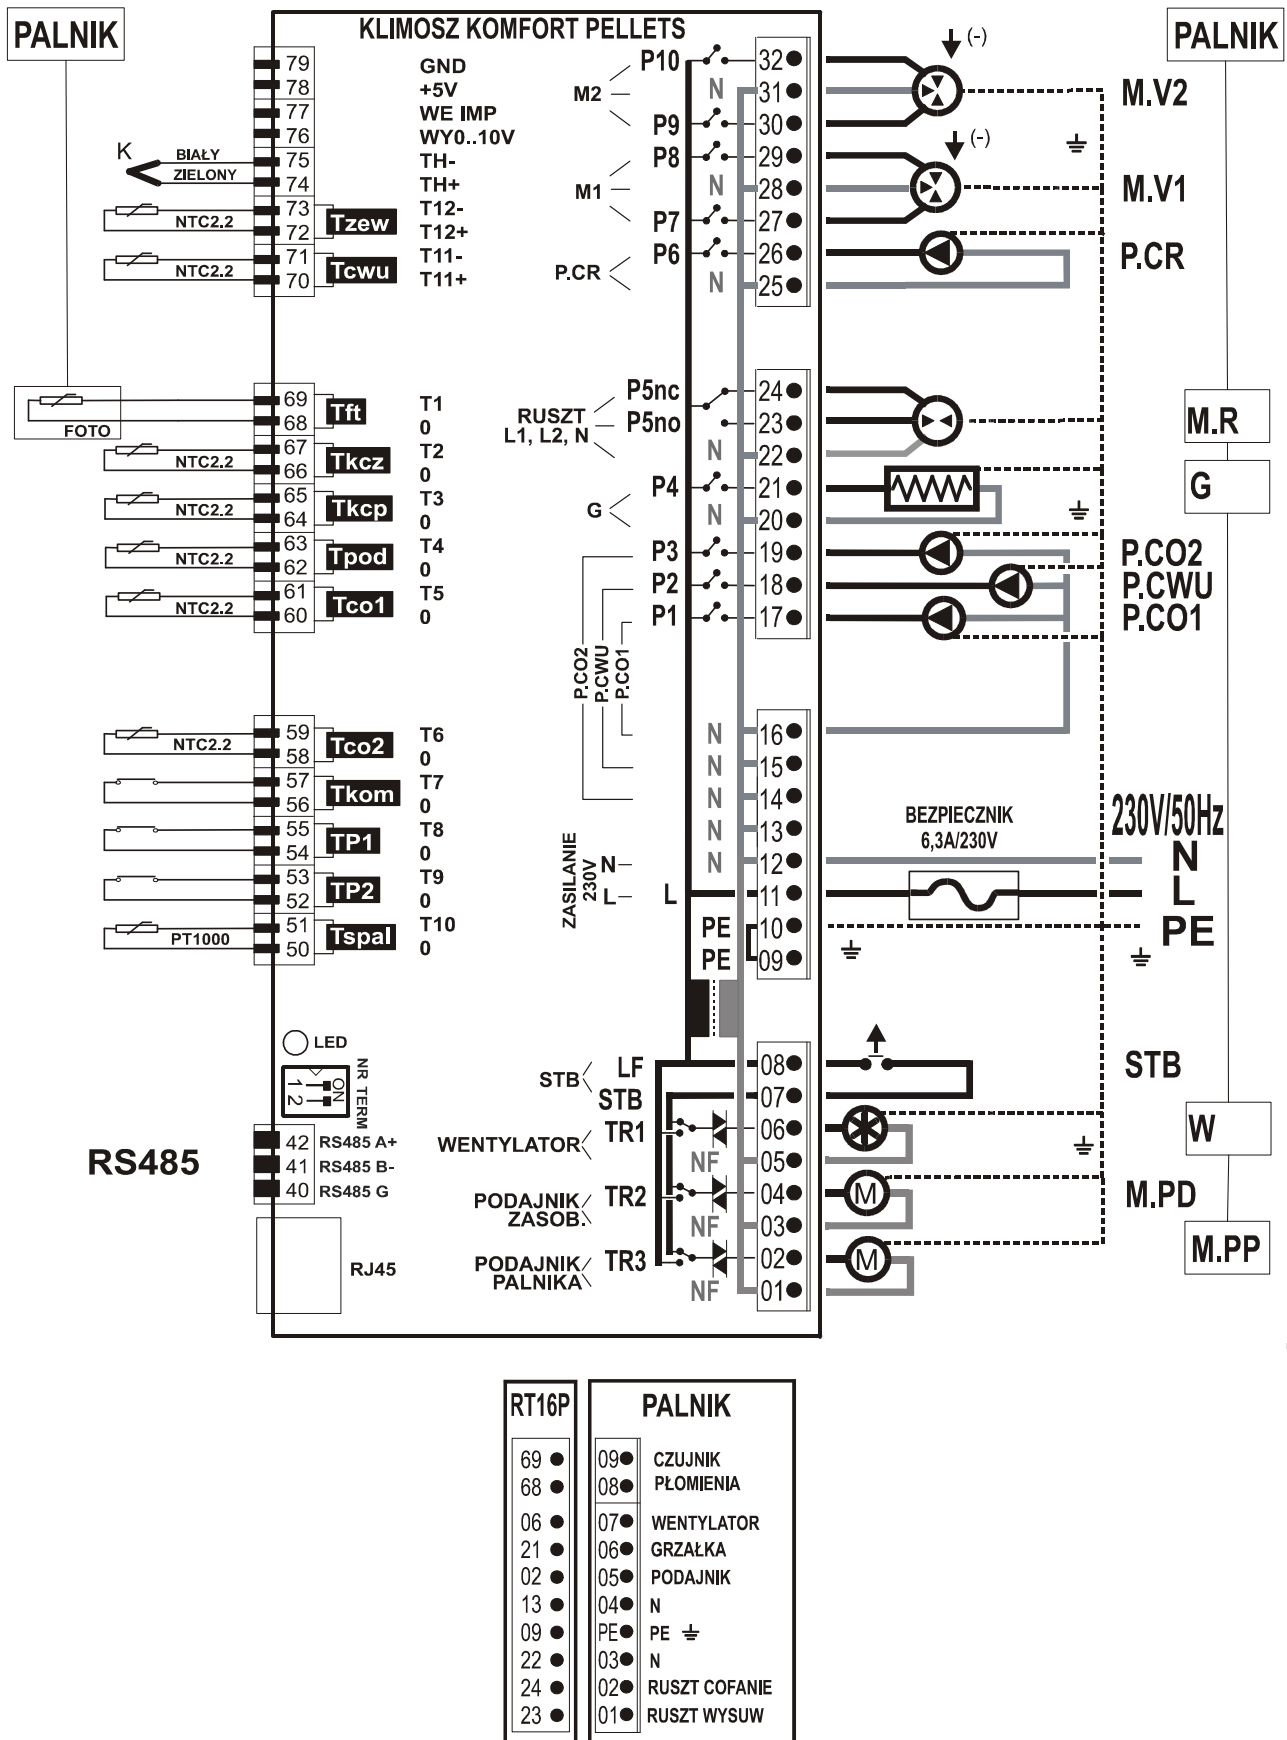 PALNIK
KLIMOSZ KOMFORT PELLETS
PALNIK
79 GND
78 +5V
77 WE IMP
76 WY0..10V
K
BIAŁY 75 TH-
ZIELONY 74 TH+
73 T12-
NTC2.2 72 Tzew T12+
71 T11-
NTC2.2 70 Tcwu T11+
69 T1
FOTO 68 Tft 0
67 T2
NTC2.2 66 Tkcz 0
65 T3
NTC2.2 64 Tkcp 0
63 T4
NTC2.2 62 Tpod 0
61 T5
NTC2.2 60 Tco1 0
59 T6
NTC2.2 58 Tco2 0
57 T7
56 Tkom 0
55 T8
54 TP1 0
53 T9
52 TP2 0
51 T10
PT1000 50 Tspal 0
LED
1 2 ON
NR TERM
RS485
42 RS485 A+
41 RS485 B-
40 RS485 G
RJ45
P10 32 (-)
M2 N 31 M.V2
P9 30
P8 29 (-)
M1 N 28 M.V1
P7 27
P6 26
P.CR N 25 P.CR
P5nc 24
RUSZT P5no 23 M.R
L1, L2, N
N 22
P4 21 G
G N 20
P3 19 P.CO2
P2 18 P.CWU
P1 17 P.CO1
P.CO2
P.CWU
P.CO1
N 16
N 15
N 14
N 13
BEZPIECZNIK
6,3A/230V
230V/50Hz
ZASILANIE
230V
N N 12 N
L L 11 L
PE 10 PE
PE 09
STB LF 08 STB
STB 07
WENTYLATOR TR1 06 W
NF 05
PODAJNIK
ZASOB. TR2 04 M M.PD
NF 03
PODAJNIK
PALNIKA TR3 02 M M.PP
NF 01
RT16P PALNIK
69 09 CZUJNIK
68 08 PŁOMIENIA
06 07 WENTYLATOR
21 06 GRZAŁKA
02 05 PODAJNIK
13 04 N
09 PE PE
22 03 N
24 02 RUSZT COFANIE
23 01 RUSZT WYSUW